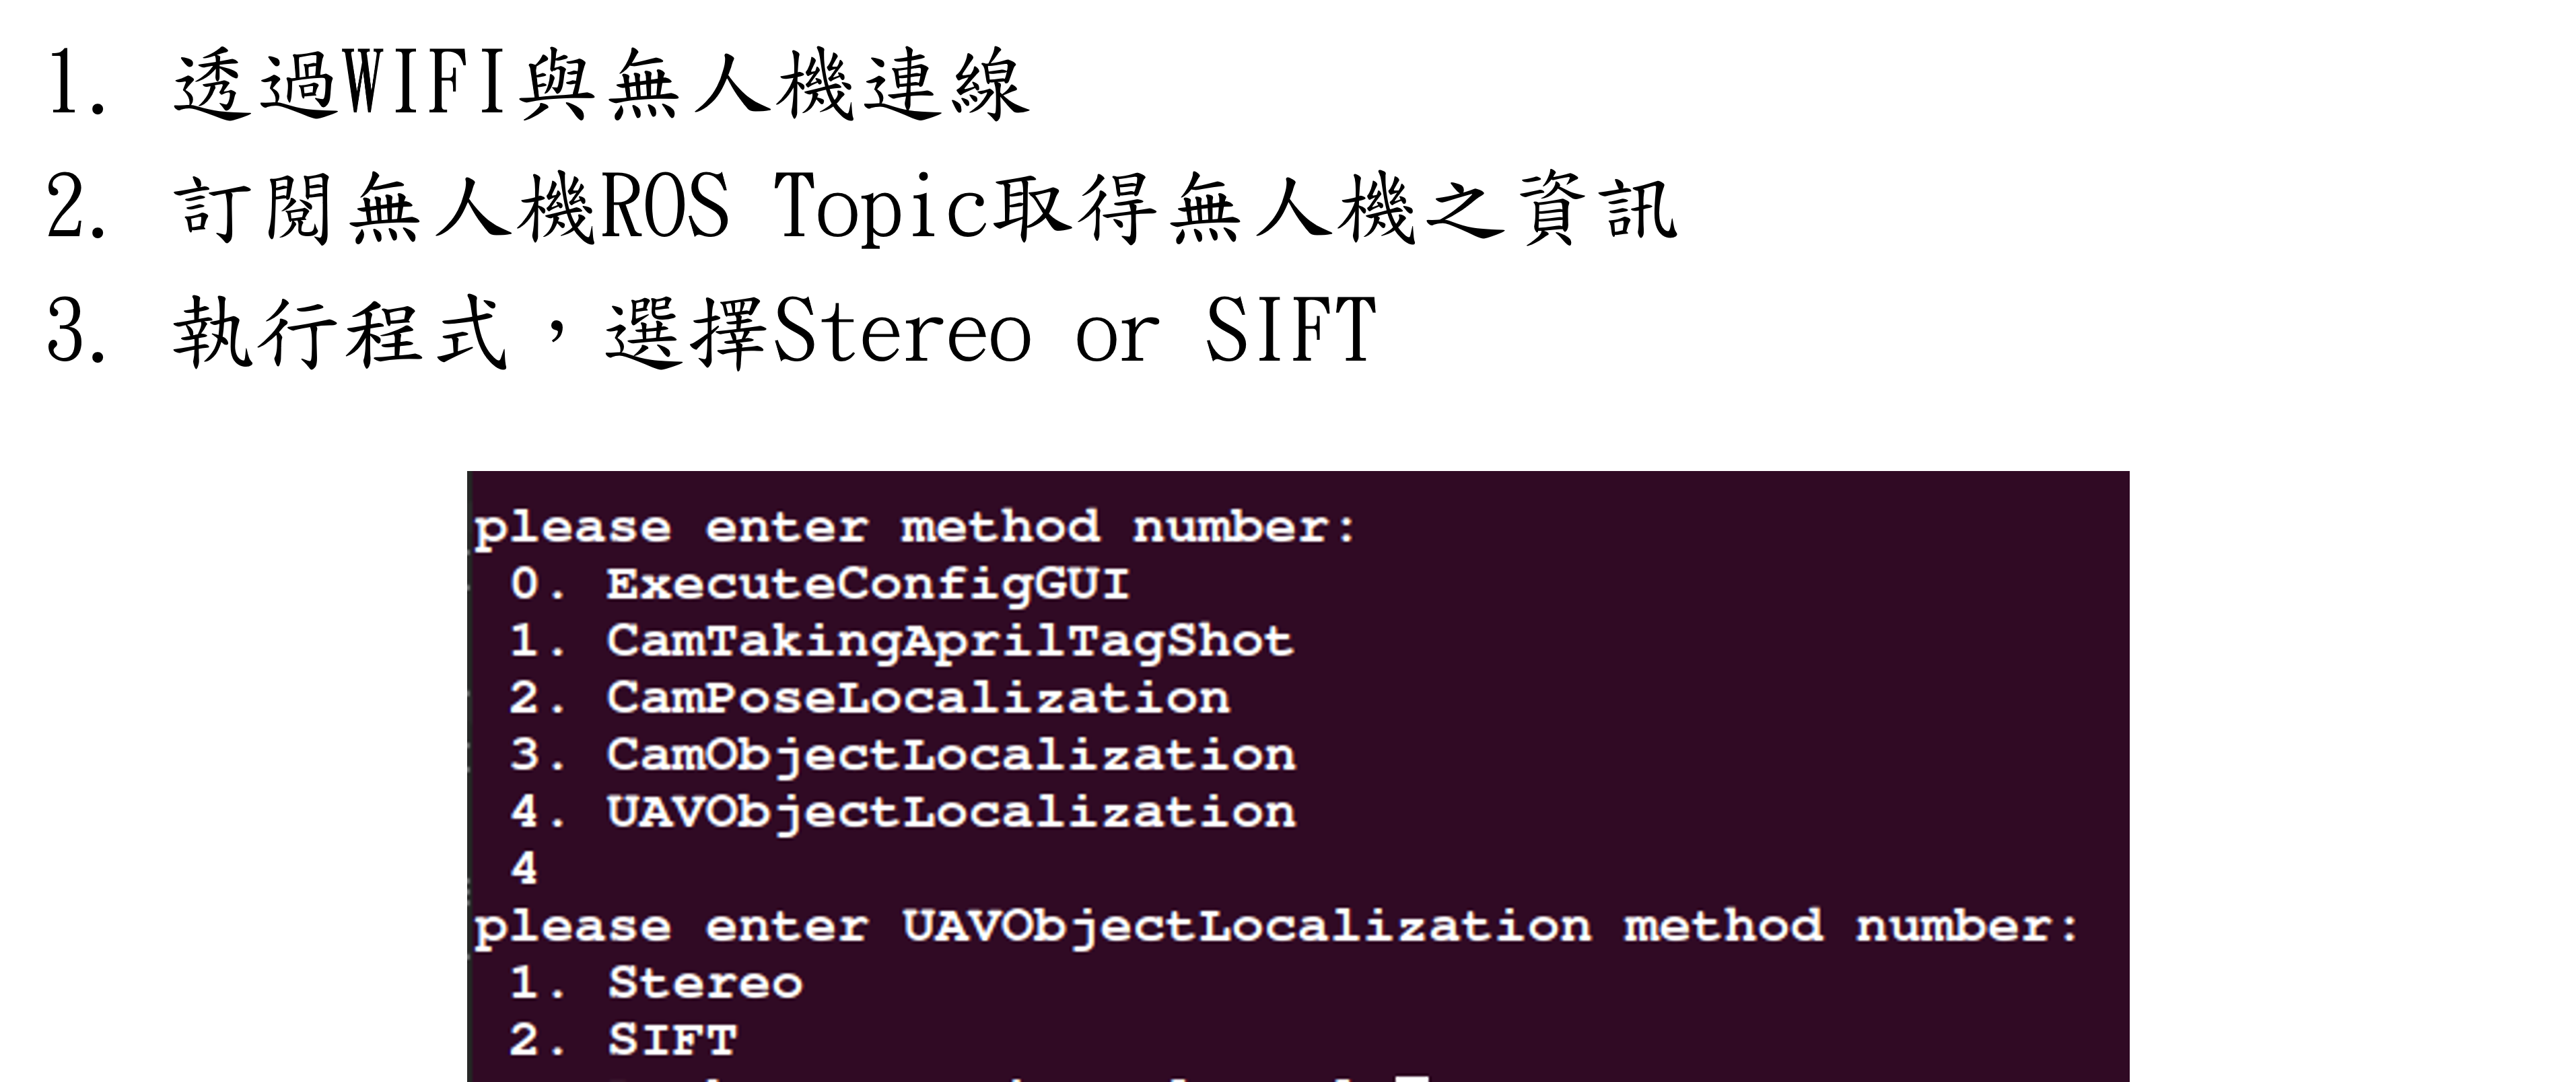 1. 透過WIFI與無人機連線
2. 訂閱無人機ROS Topic取得無人機之資訊
3. 執行程式，選擇Stereo or SIFT
please enter method number:
0. ExecuteConfigGUI
1. CamTakingAprilTagShot
2. CamPoseLocalization
3. CamObjectLocalization
4. UAVObjectLocalization
4
please enter UAVObjectLocalization method number:
1. Stereo
2. SIFT